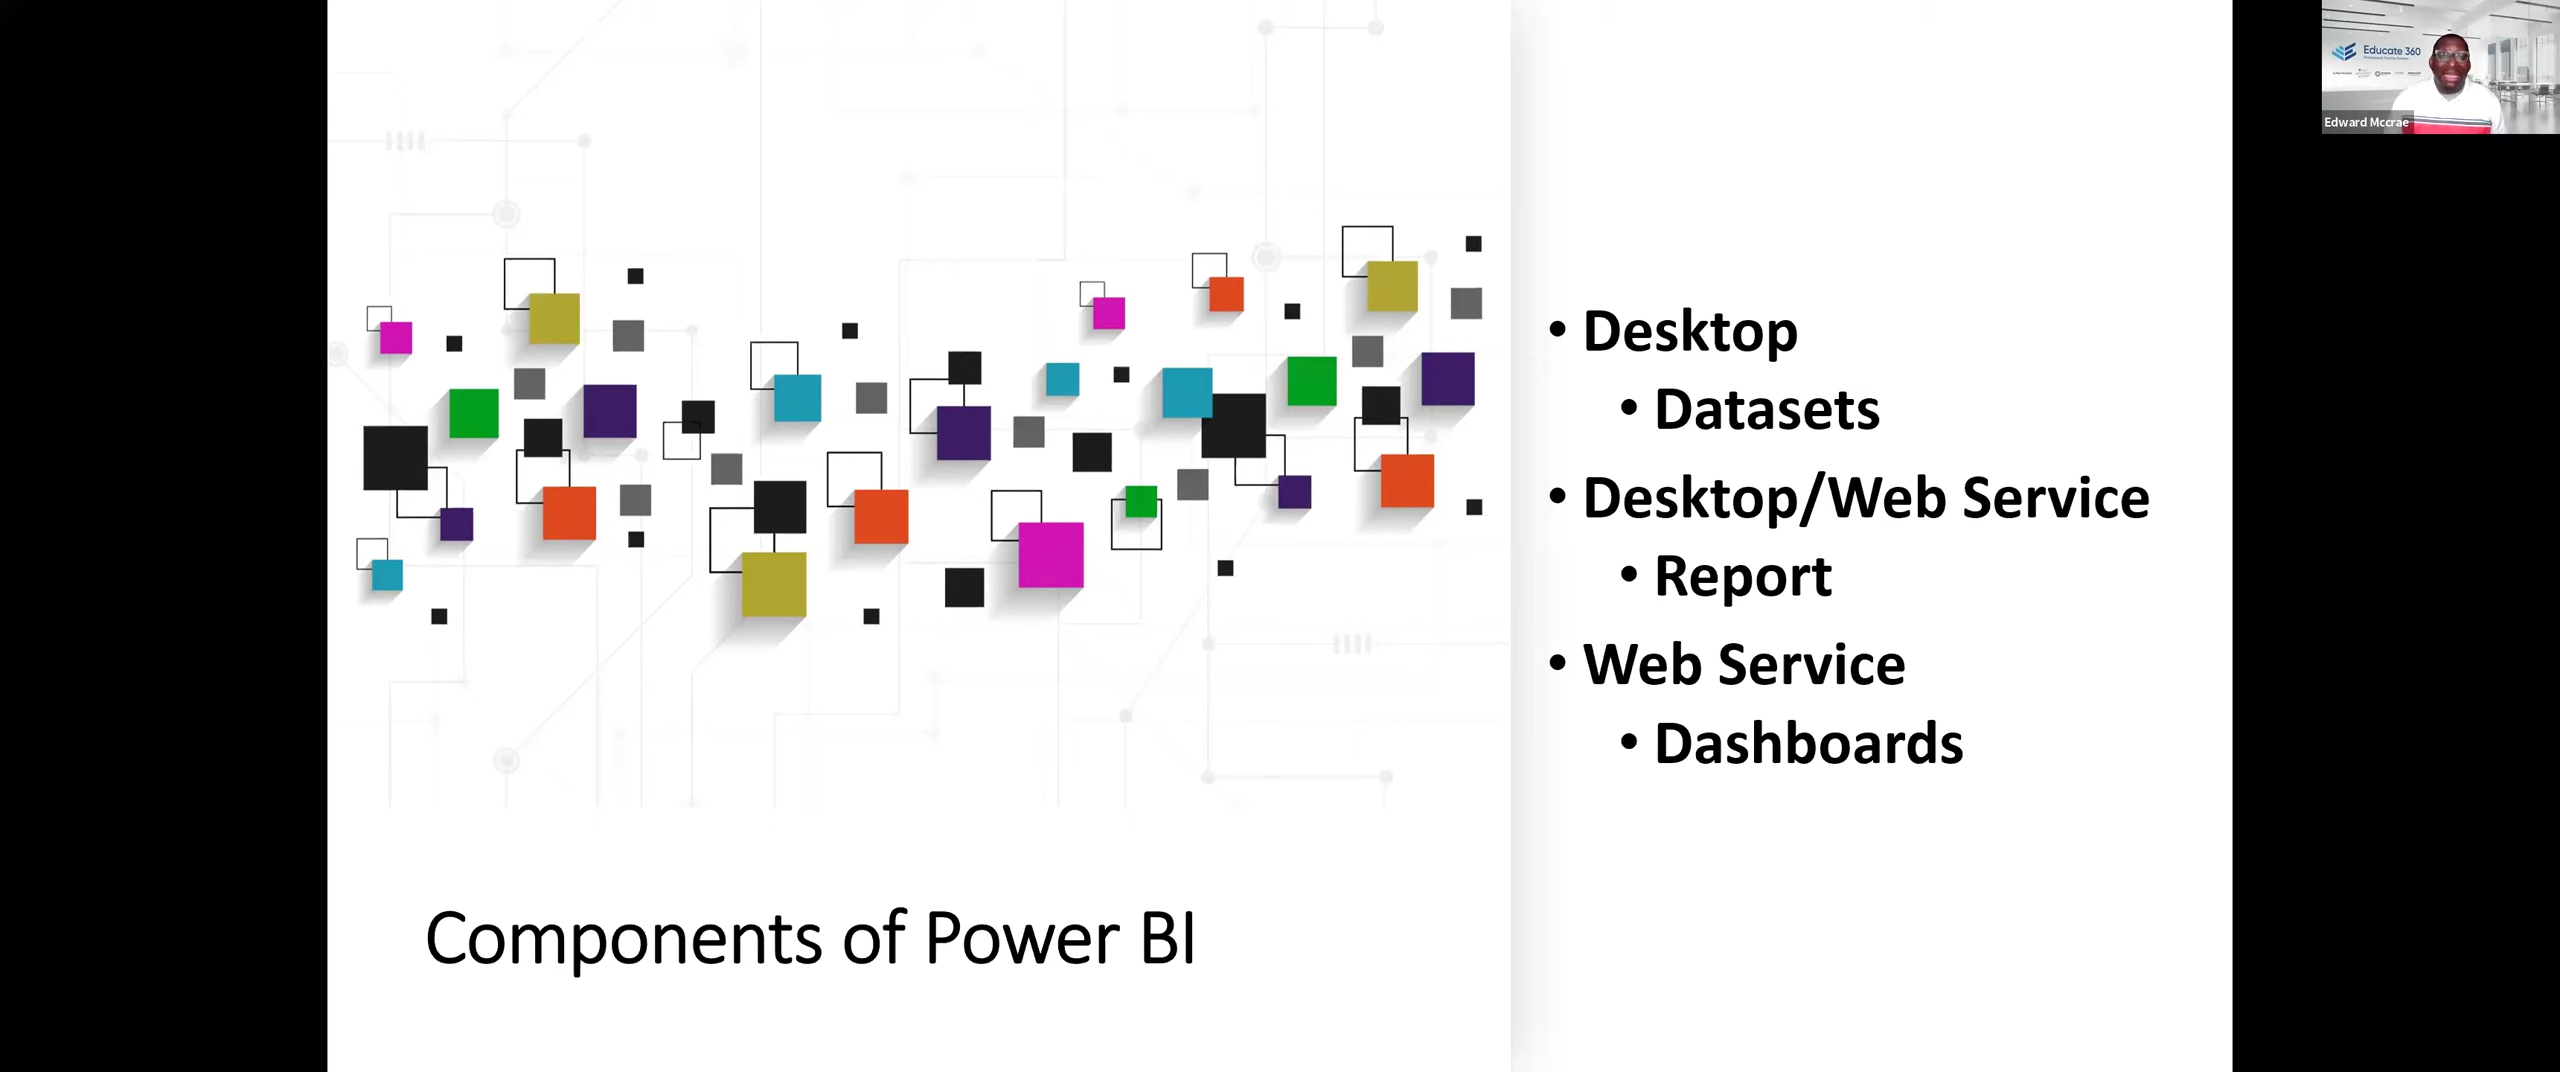 Educate 360
Edward Mccrae
• Desktop
• Datasets
• Desktop/Web Service
• Report
• Web Service
• Dashboards
Components of Power BI